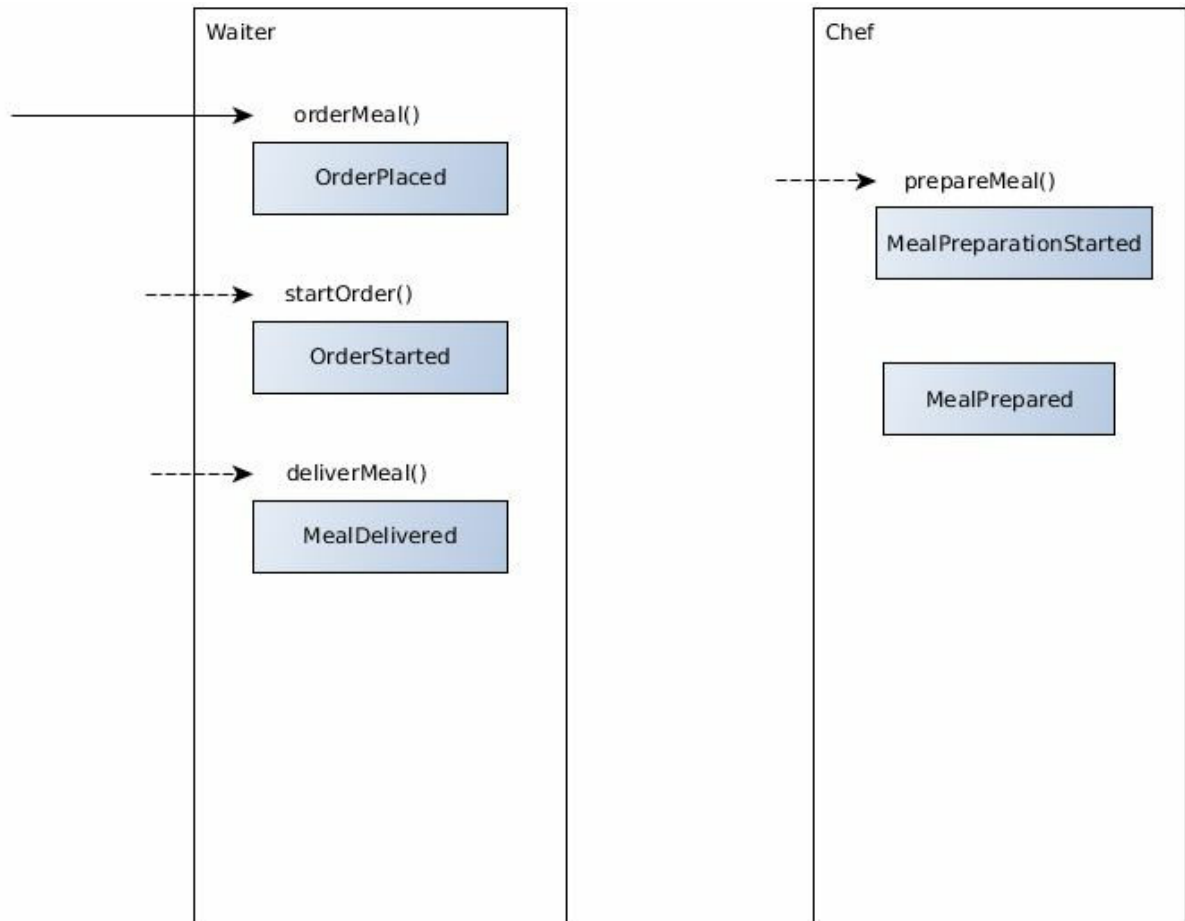 Waiter
orderMeal()
OrderPlaced
startOrder()
OrderStarted
deliverMeal()
MealDelivered
Chef
prepareMeal()
MealPreparationStarted
MealPrepared